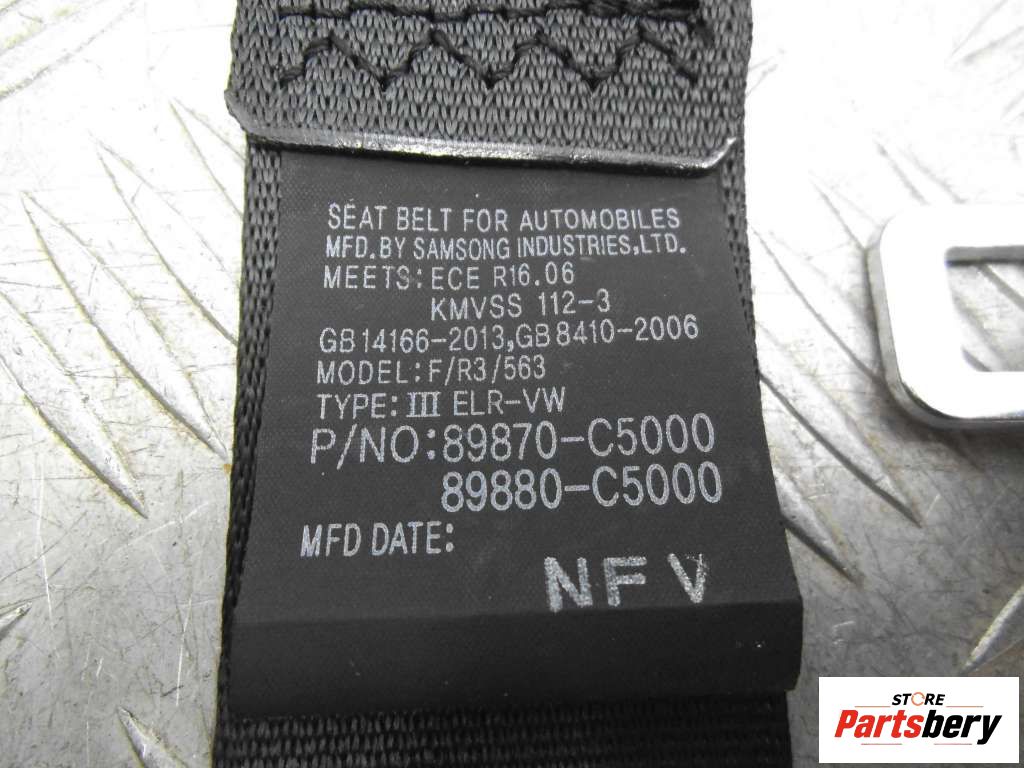 SEAT BELT FOR AUTOMOBILES
MFD.BY SAMSONG INDUSTRIES,LTD.
MEETS:ECE R16.06
KMVSS 112-3
GB14166-2013,GB8410-2006
MODEL:F/R3/563
TYPE:III ELR-VW
P/NO:89870-C5000
89880-C5000
MFD DATE:
NFV
STORE
Partsbery